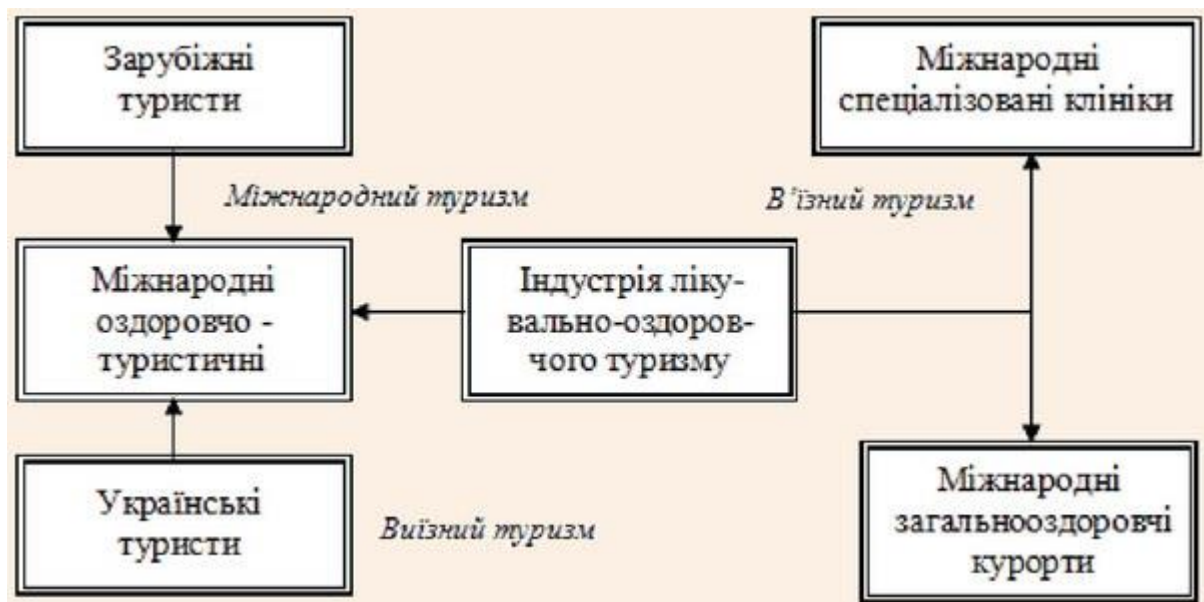 Зарубіжні
туристи
Міжнародні
спеціалізовані клініки
Міжнародний туризм
В'їзний туризм
Міжнародні
оздоровчо -
туристичні
Індустрія ліку-
вально-оздоров-
чого туризму
Українські
туристи
Виїзний туризм
Міжнародні
загальнооздоровчі
курорти